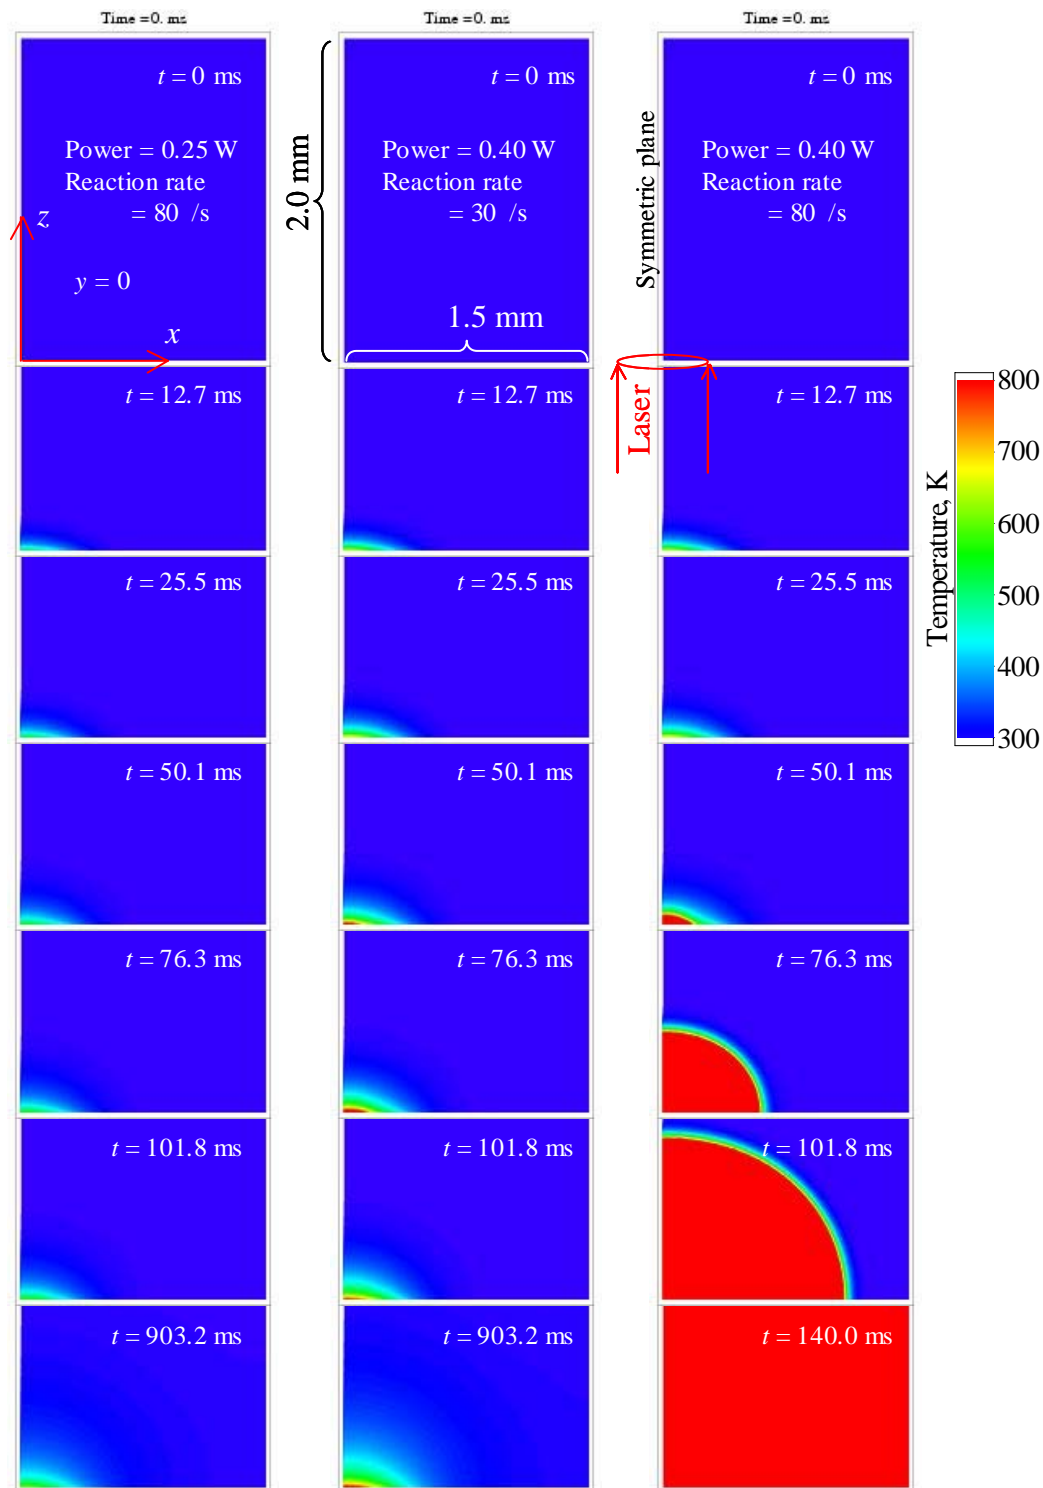 Time =0. ms
Time =0. ms
Time =0. ms
t = 0 ms
Power = 0.25 W
Reaction rate
= 80 /s
z
y = 0
x
2.0 mm
t = 0 ms
Power = 0.40 W
Reaction rate
= 30 /s
1.5 mm
Symmetric plane
t = 0 ms
Power = 0.40 W
Reaction rate
= 80 /s
Laser
t = 12.7 ms
t = 12.7 ms
t = 12.7 ms
t = 25.5 ms
t = 25.5 ms
t = 25.5 ms
t = 50.1 ms
t = 50.1 ms
t = 50.1 ms
t = 76.3 ms
t = 76.3 ms
t = 76.3 ms
t = 101.8 ms
t = 101.8 ms
t = 101.8 ms
t = 903.2 ms
t = 903.2 ms
t = 140.0 ms
Temperature, K
800
700
600
500
400
300